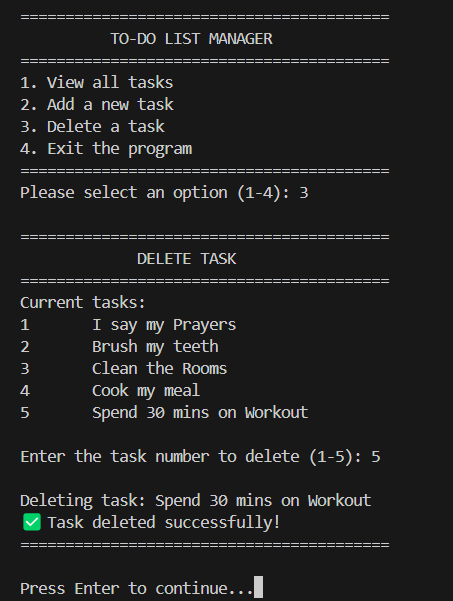 =========================================
TO-DO LIST MANAGER
=========================================
1. View all tasks
2. Add a new task
3. Delete a task
4. Exit the program
=========================================
Please select an option (1-4): 3
=========================================
DELETE TASK
=========================================
Current tasks:
1 I say my Prayers
2 Brush my teeth
3 Clean the Rooms
4 Cook my meal
5 Spend 30 mins on Workout
Enter the task number to delete (1-5): 5
Deleting task: Spend 30 mins on Workout
✅ Task deleted successfully!
=========================================
Press Enter to continue...